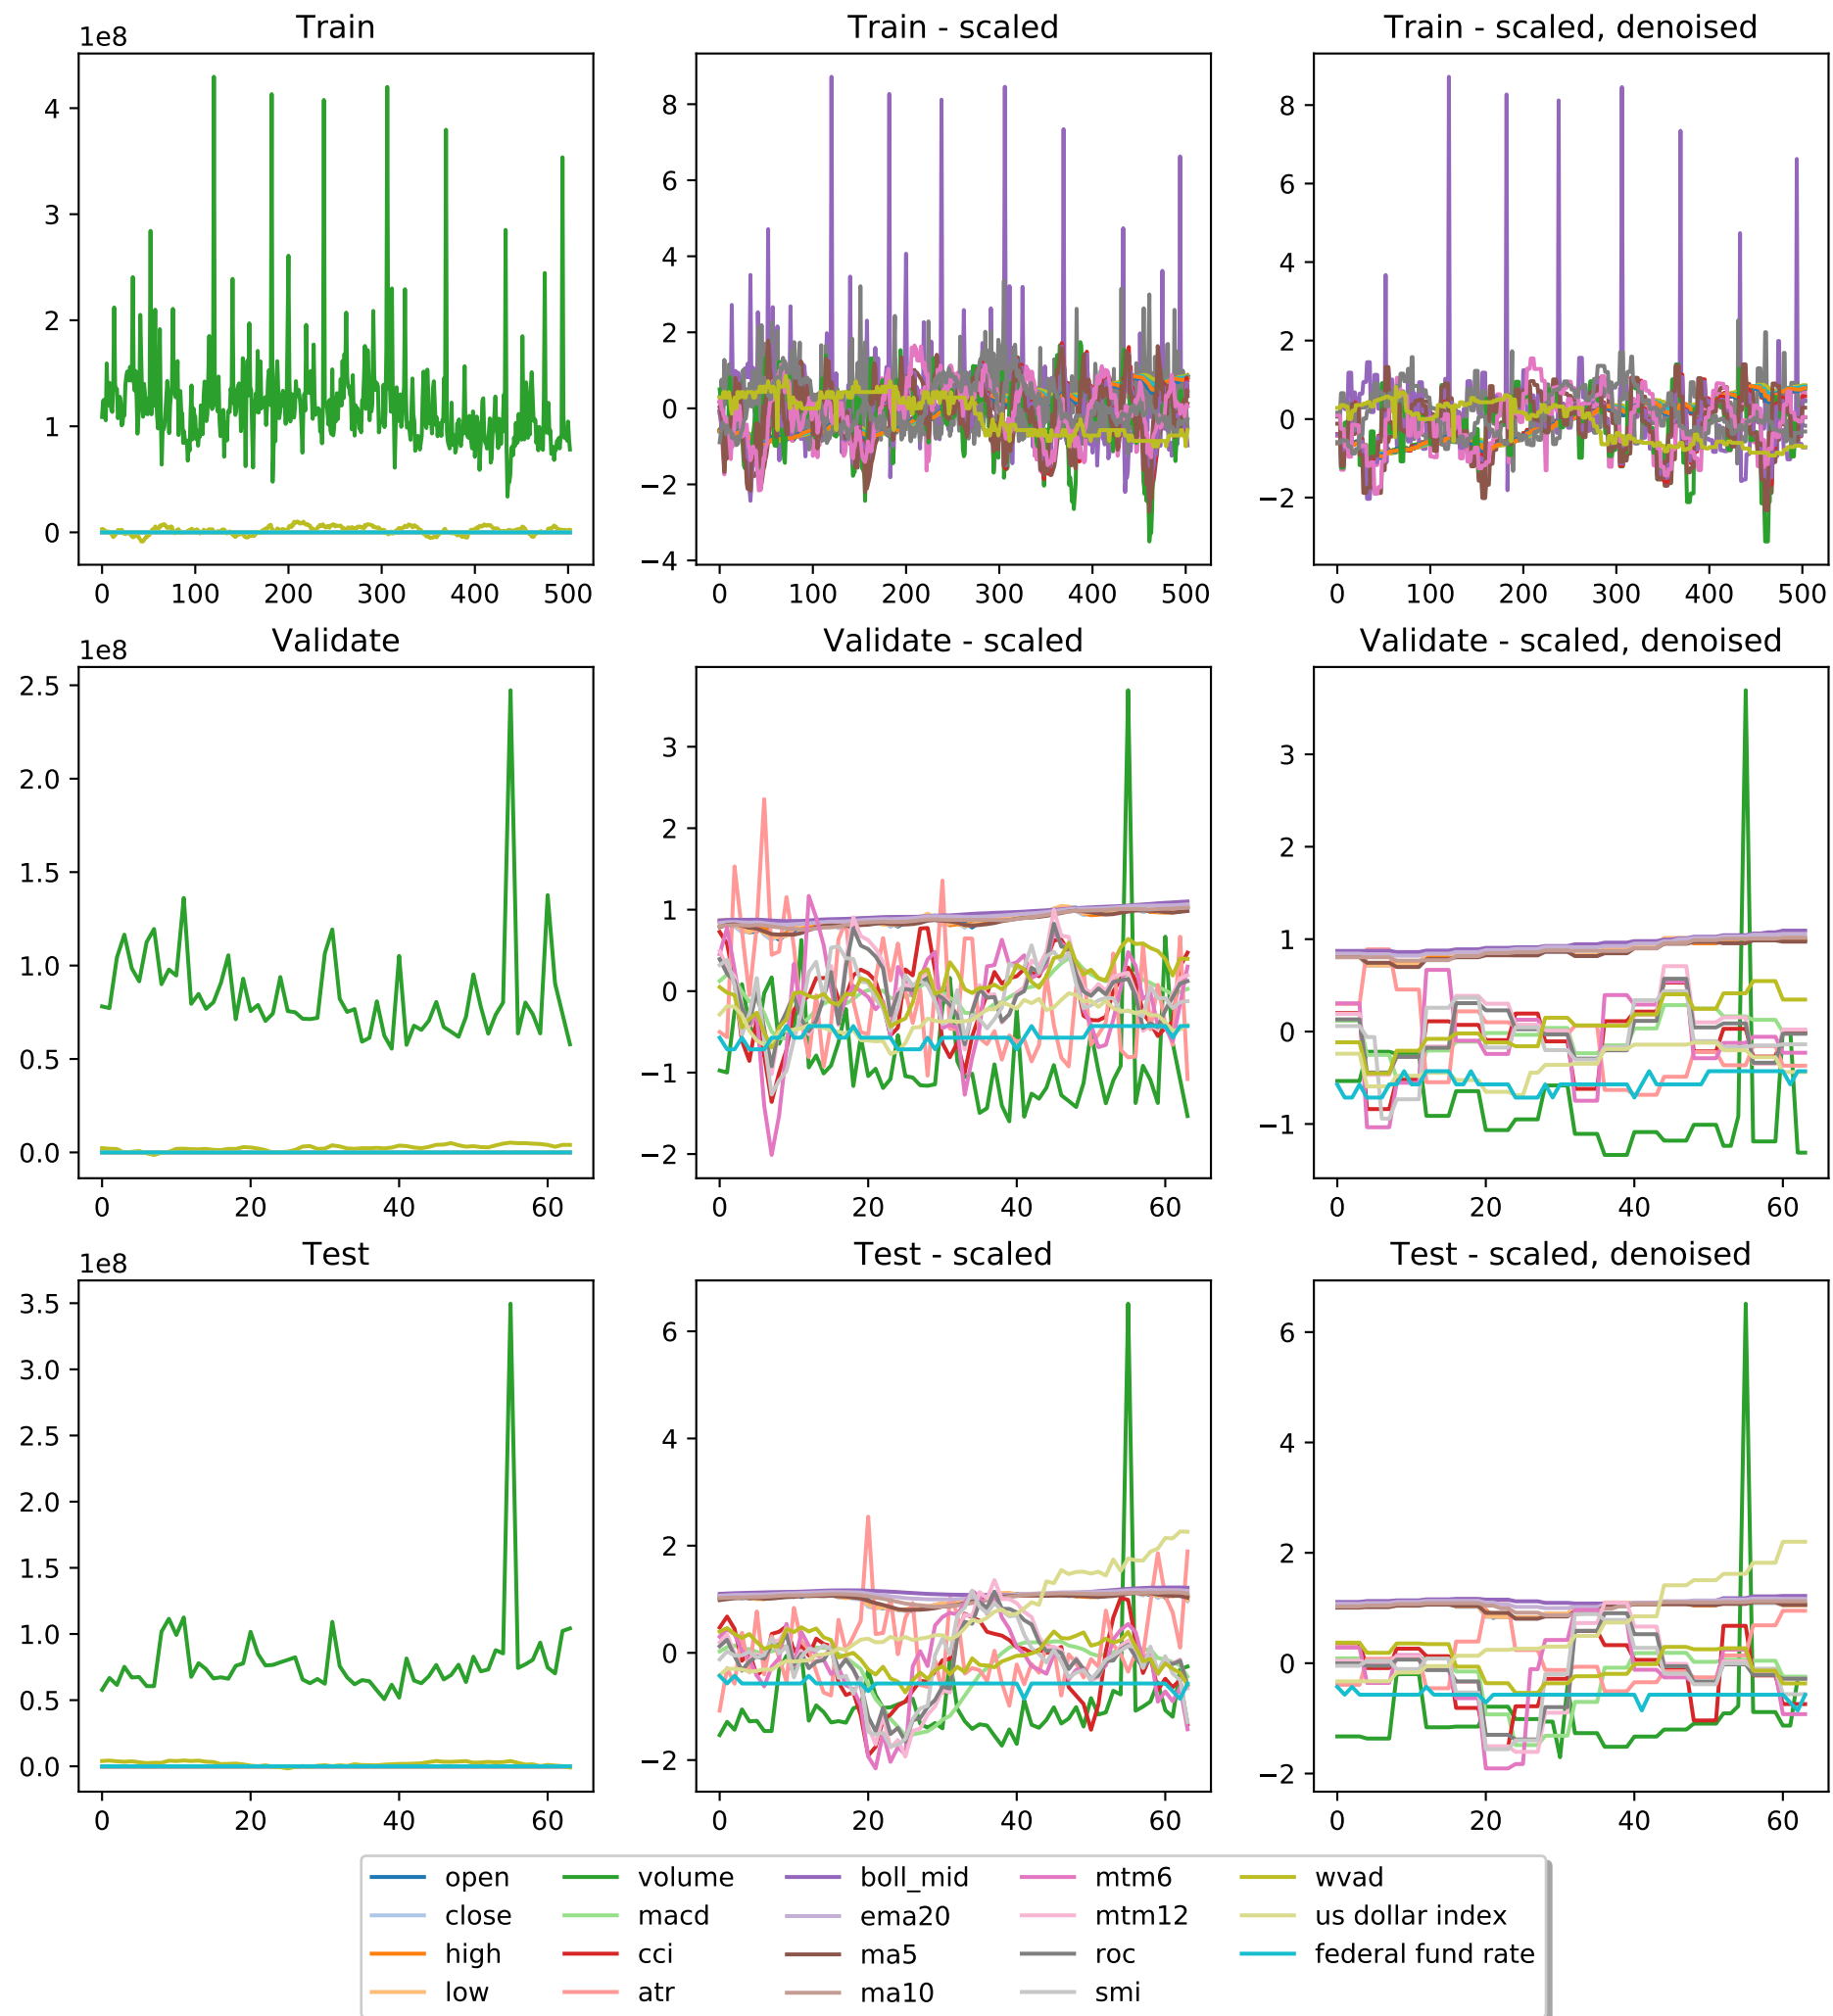 Train
Train - scaled
Train - scaled, denoised
1e8
4
3
2
1
0
0 100 200 300 400 500
8
6
4
2
0
−2
−4
0 100 200 300 400 500
8
6
4
2
0
−2
0 100 200 300 400 500
Validate
Validate - scaled
Validate - scaled, denoised
1e8
2.5
2.0
1.5
1.0
0.5
0.0
0 20 40 60
3
2
1
0
−1
−2
0 20 40 60
3
2
1
0
−1
0 20 40 60
Test
Test - scaled
Test - scaled, denoised
1e8
3.5
3.0
2.5
2.0
1.5
1.0
0.5
0.0
0 20 40 60
6
4
2
0
−2
0 20 40 60
6
4
2
0
−2
0 20 40 60
open
close
high
low
volume
macd
cci
atr
boll_mid
ema20
ma5
ma10
mtm6
mtm12
roc
smi
wvad
us dollar index
federal fund rate